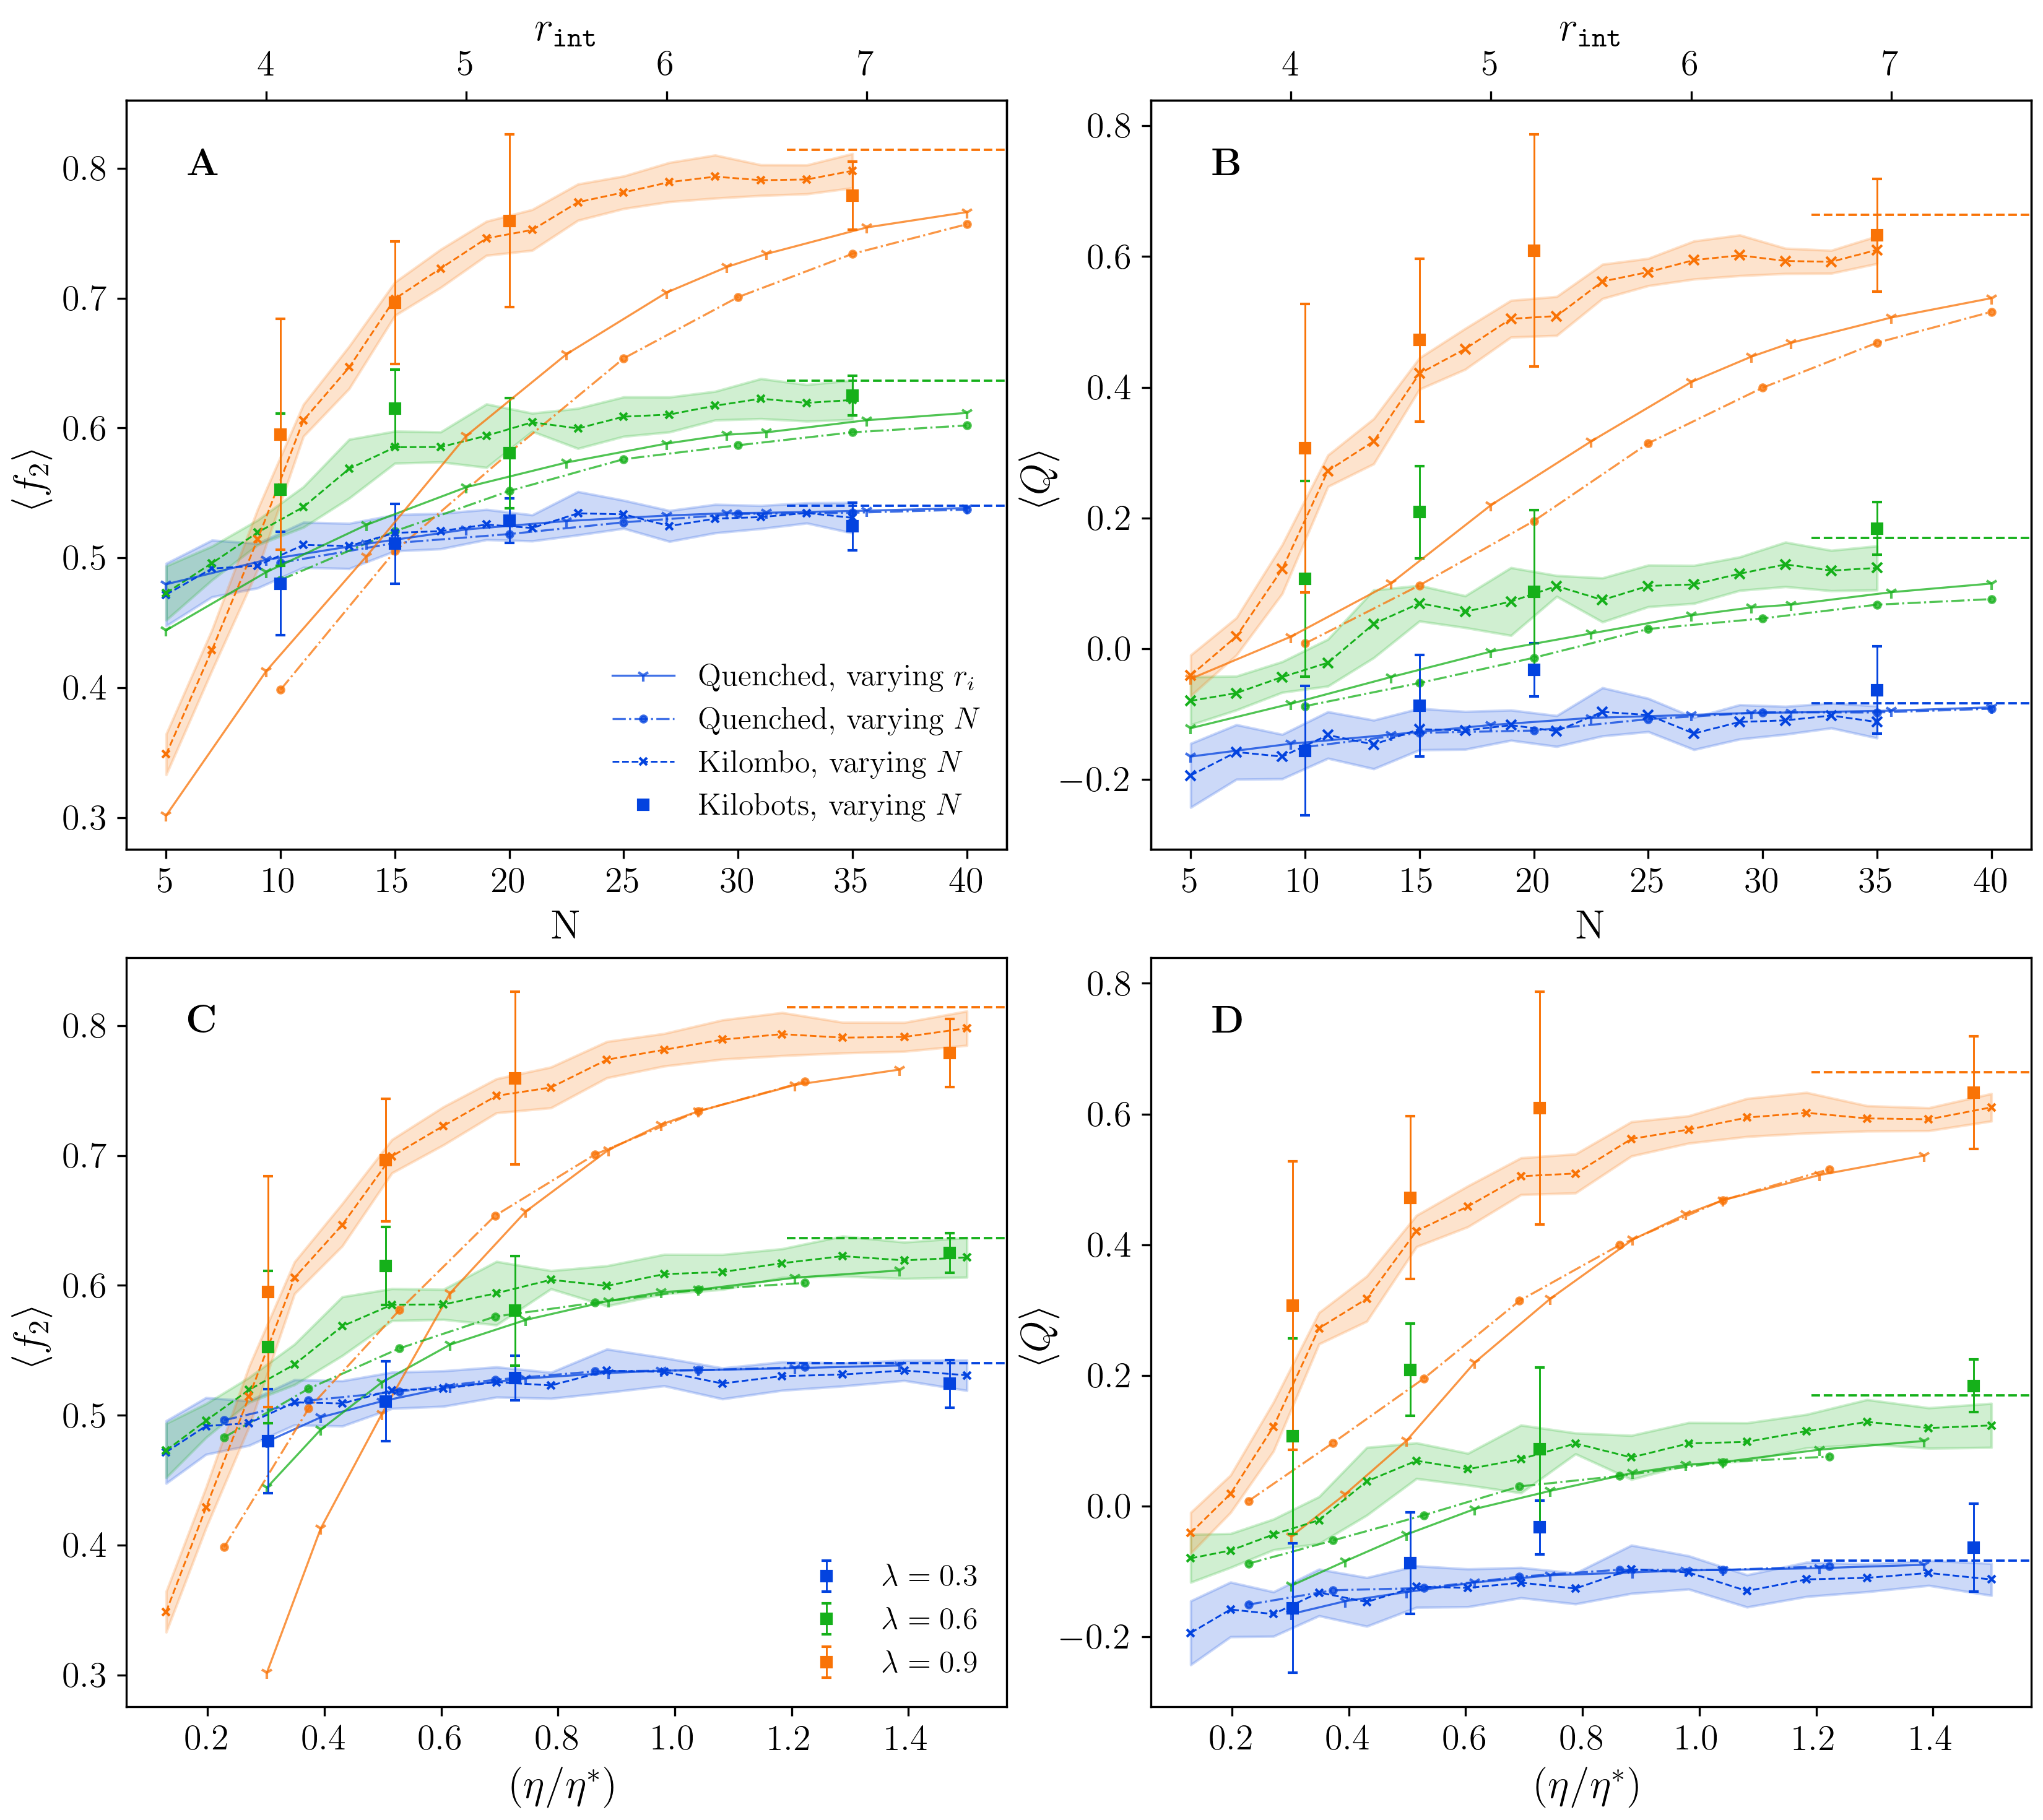 r_int
4 5 6 7
A
⟨f₂⟩
0.8
0.7
0.6
0.5
0.4
0.3
Quenched, varying r_i
Quenched, varying N
Kilombo, varying N
Kilobots, varying N
5 10 15 20 25 30 35 40
N
r_int
4 5 6 7
B
⟨Q⟩
0.8
0.6
0.4
0.2
0.0
−0.2
5 10 15 20 25 30 35 40
N
C
⟨f₂⟩
0.8
0.7
0.6
0.5
0.4
0.3
λ = 0.3
λ = 0.6
λ = 0.9
0.2 0.4 0.6 0.8 1.0 1.2 1.4
(η/η*)
D
⟨Q⟩
0.8
0.6
0.4
0.2
0.0
−0.2
0.2 0.4 0.6 0.8 1.0 1.2 1.4
(η/η*)